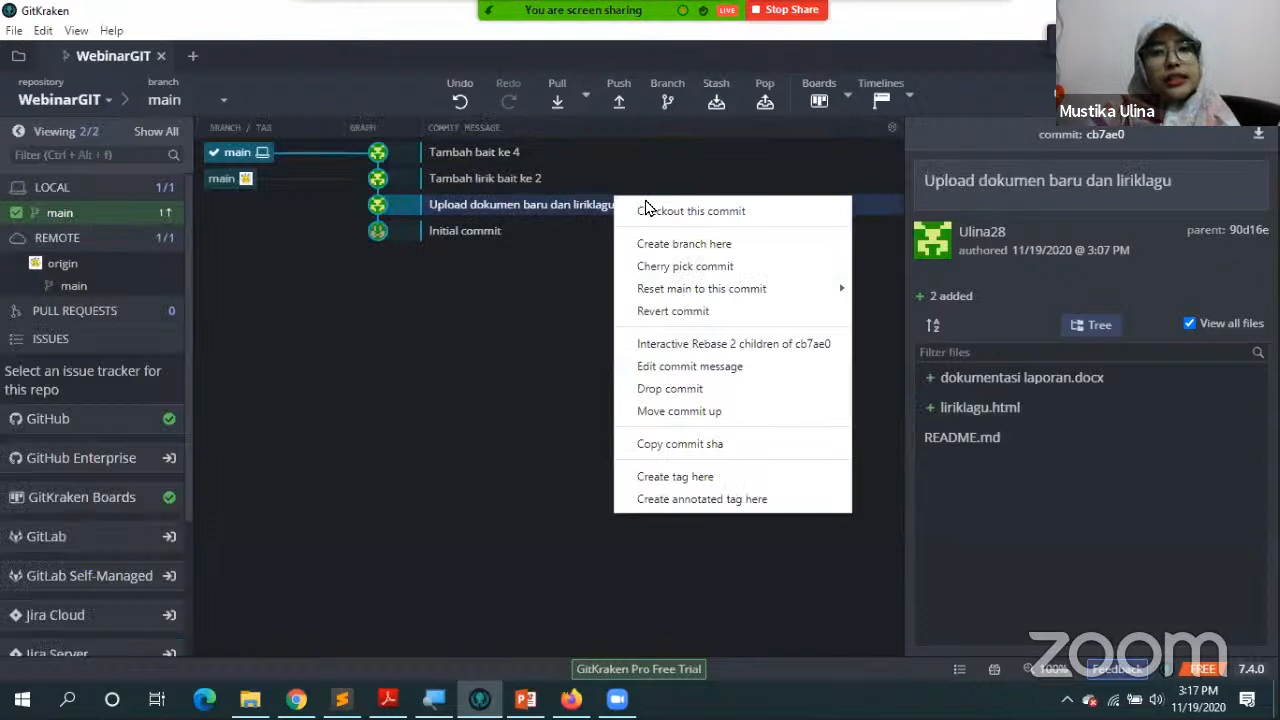 GitKraken
You are screen sharing
LIVE
Stop Share
File Edit View Help
WebinarGIT
repository
WebinarGIT
branch
main
Undo
Redo
Pull
Push
Branch
Stash
Pop
Boards
Timelines
Mustika Ulina
Viewing 2/2
Show All
Filter (Ctrl + Alt + f)
LOCAL 1/1
main 1
REMOTE 1/1
origin
main
PULL REQUESTS 0
ISSUES
Select an issue tracker for
this repo
GitHub
GitHub Enterprise
GitKraken Boards
GitLab
GitLab Self-Managed
Jira Cloud
Jira Server
BRANCH / TAG
GRAPH
COMMIT MESSAGE
main
Tambah bait ke 4
main
Tambah lirik bait ke 2
Upload dokumen baru dan liriklagu
Initial commit
Checkout this commit
Create branch here
Cherry pick commit
Reset main to this commit
Revert commit
Interactive Rebase 2 children of cb7ae0
Edit commit message
Drop commit
Move commit up
Copy commit sha
Create tag here
Create annotated tag here
commit: cb7ae0
Upload dokumen baru dan liriklagu
Ulina28
authored 11/19/2020 @ 3:07 PM
parent: 90d16e
+ 2 added
Tree
View all files
Filter files
+ dokumentasi laporan.docx
+ liriklagu.html
README.md
zoom
GitKraken Pro Free Trial
100%
Feedback
FREE
7.4.0
3:17 PM
11/19/2020